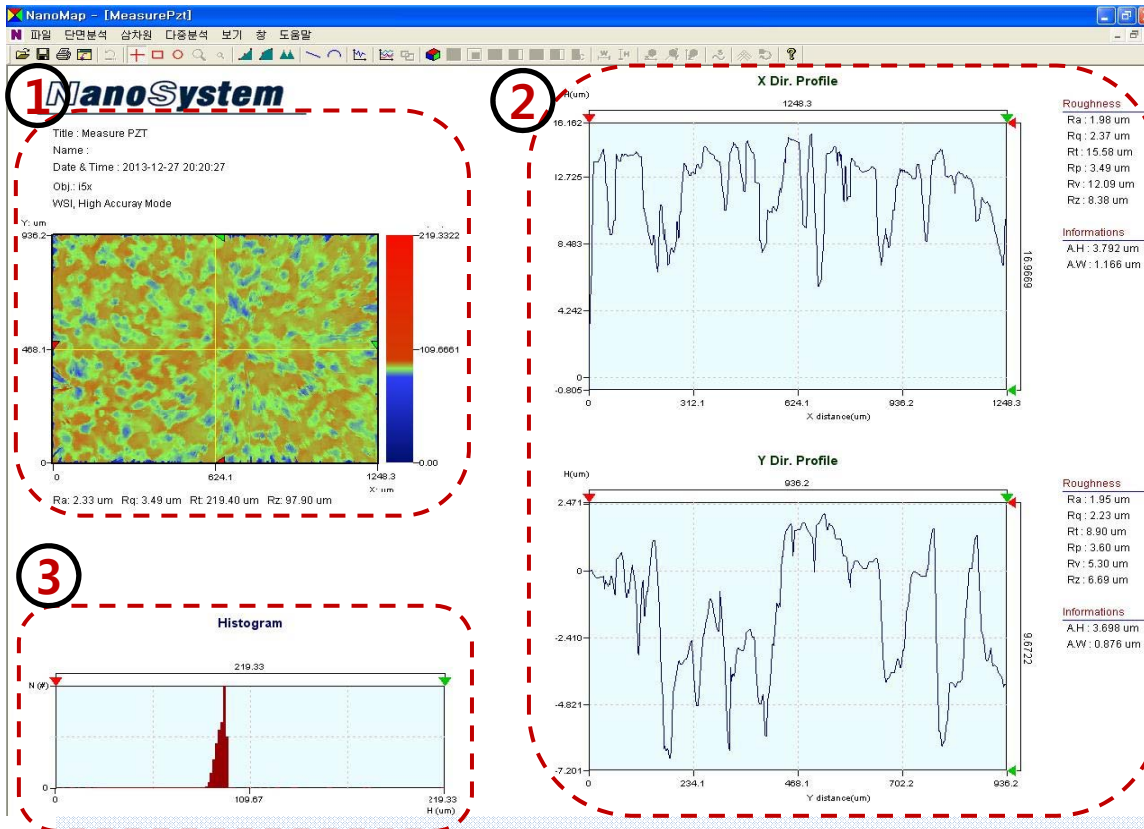 NanoMap - [MeasurePzt]
N 파일 단면분석 삼차원 다중분석 보기 창 도움말
1
NanoSystem
Title : Measure PZT
Name :
Date & Time : 2013-12-27 20:20:27
Obj.: i5x
WSI, High Accuray Mode
Y: um
936.2
468.1
0
0
624.1
1248.3
X: um
219.3322
109.6661
0.00
Ra: 2.33 um Rq: 3.49 um Rt: 219.40 um Rz: 97.90 um
3
Histogram
219.33
N (#)
0
0
109.67
219.33
H (um)
2
X Dir. Profile
H(um)
1248.3
16.162
12.725
8.483
4.242
0
-0.805
16.9669
0
312.1
624.1
936.2
1248.3
X distance(um)
Roughness
Ra : 1.98 um
Rq : 2.37 um
Rt : 15.58 um
Rp : 3.49 um
Rv : 12.09 um
Rz : 8.38 um
Informations
A.H : 3.792 um
A.W : 1.166 um
Y Dir. Profile
H(um)
936.2
2.471
0
-2.410
-4.821
-7.201
9.6722
0
234.1
468.1
702.2
936.2
Y distance(um)
Roughness
Ra : 1.95 um
Rq : 2.23 um
Rt : 8.90 um
Rp : 3.60 um
Rv : 5.30 um
Rz : 6.69 um
Informations
A.H : 3.698 um
A.W : 0.876 um